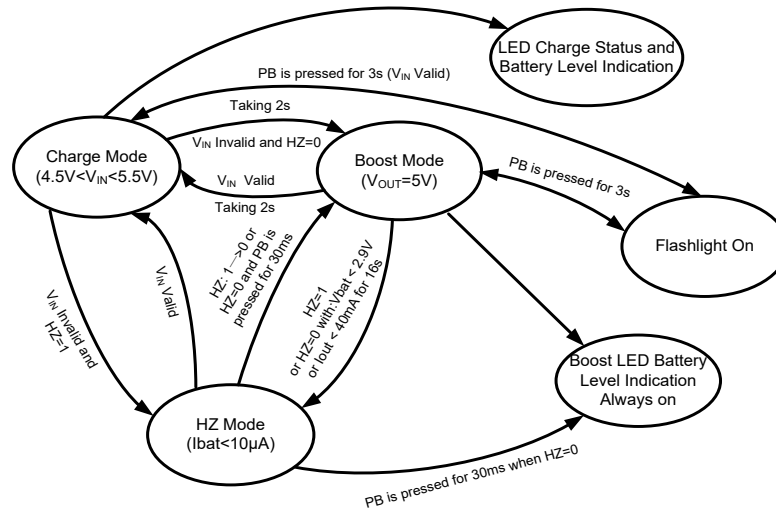 LED Charge Status and
Battery Level Indication
PB is pressed for 3s (VIN Valid)
Taking 2s
VIN Invalid and HZ=0
Charge Mode
(4.5V<VIN<5.5V)
Boost Mode
(VOUT=5V)
VIN Valid
Taking 2s
PB is pressed for 3s
Flashlight On
VIN Invalid and
HZ=1
VIN Valid
HZ: 1—>0 or
HZ=0 and PB is
pressed for 30ms
HZ=1
or HZ=0 with:Vbat < 2.9V
or Iout < 40mA for 16s
Boost LED Battery
Level Indication
Always on
HZ Mode
(Ibat<10µA)
PB is pressed for 30ms when HZ=0